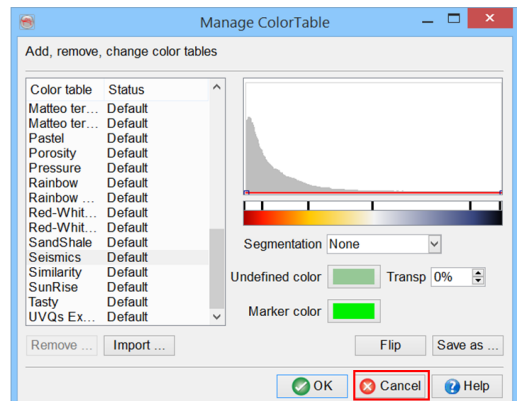 Manage ColorTable
Add, remove, change color tables
Color table Status
Matteo ter... Default
Matteo ter... Default
Pastel Default
Porosity Default
Pressure Default
Rainbow Default
Rainbow ... Default
Red-Whit... Default
Red-Whit... Default
SandShale Default
Seismics Default
Similarity Default
SunRise Default
Tasty Default
UVQs Ex... Default
Segmentation None
Undefined color Transp 0%
Marker color
Remove ... Import ... Flip Save as ...
OK Cancel Help